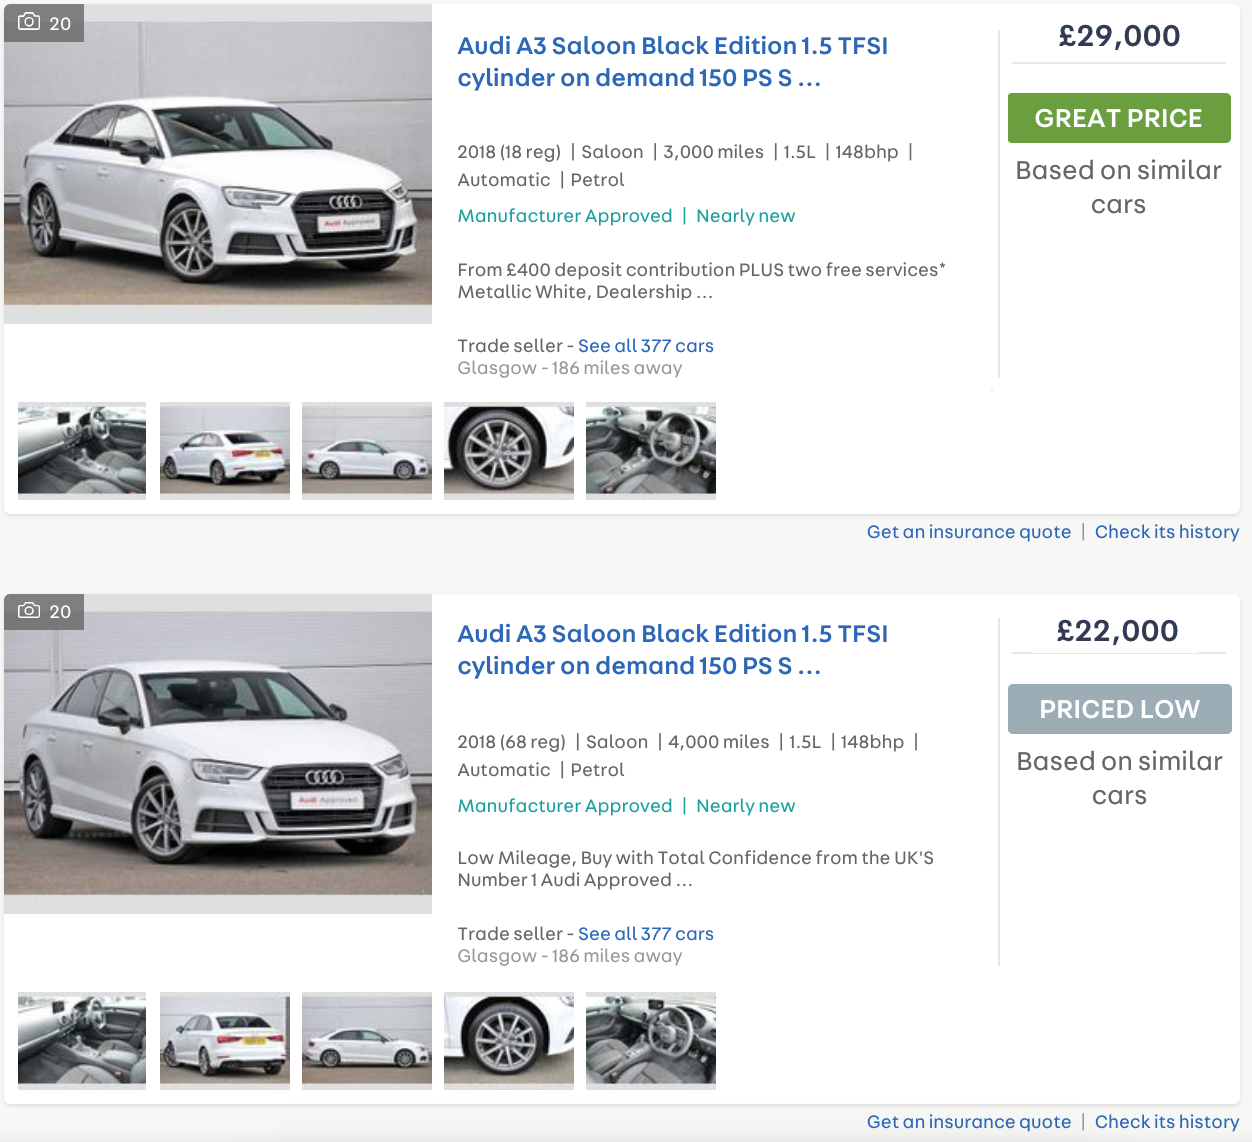 20
Audi A3 Saloon Black Edition 1.5 TFSI
cylinder on demand 150 PS S ...
2018 (18 reg) | Saloon | 3,000 miles | 1.5L | 148bhp |
Automatic | Petrol
Manufacturer Approved | Nearly new
From £400 deposit contribution PLUS two free services*
Metallic White, Dealership ...
Trade seller - See all 377 cars
Glasgow - 186 miles away
£29,000
GREAT PRICE
Based on similar
cars
Audi Approved
Get an insurance quote | Check its history
20
Audi A3 Saloon Black Edition 1.5 TFSI
cylinder on demand 150 PS S ...
2018 (68 reg) | Saloon | 4,000 miles | 1.5L | 148bhp |
Automatic | Petrol
Manufacturer Approved | Nearly new
Low Mileage, Buy with Total Confidence from the UK'S
Number 1 Audi Approved ...
Trade seller - See all 377 cars
Glasgow - 186 miles away
£22,000
PRICED LOW
Based on similar
cars
Audi Approved
Get an insurance quote | Check its history